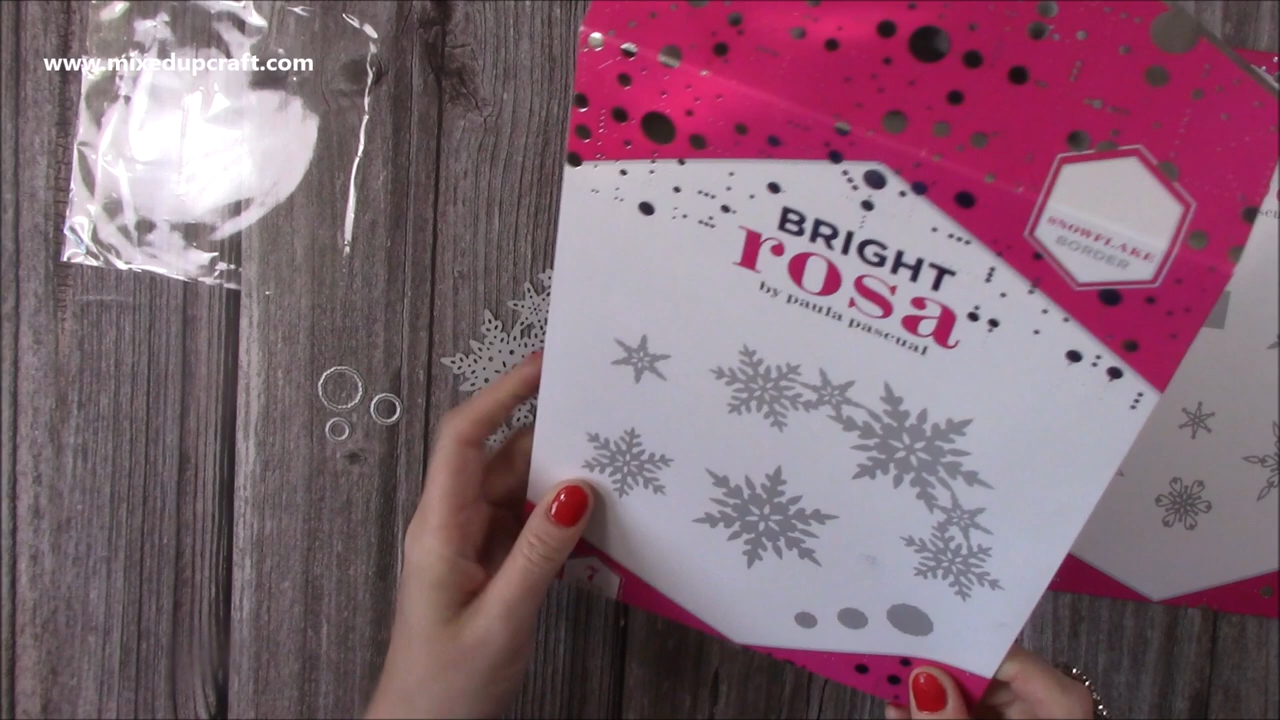 www.mixedupcraft.com
BRIGHT
rosa
by paula pascual
SNOWFLAKE
BORDER
7